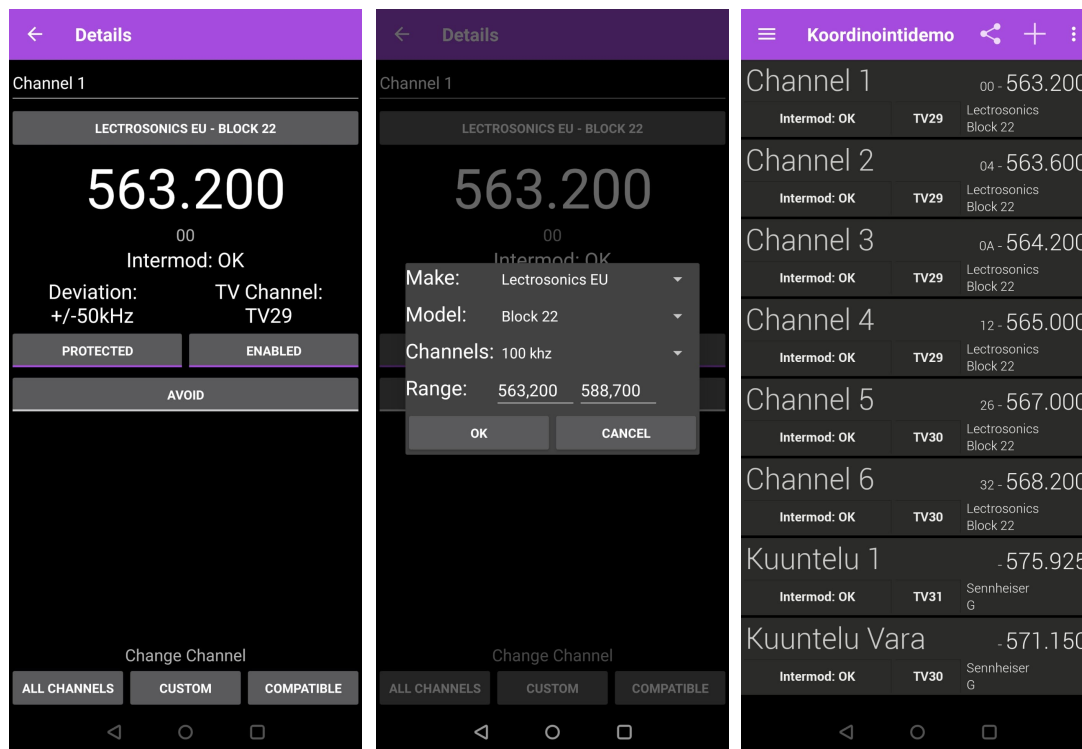 Details
Channel 1
LECTROSONICS EU - BLOCK 22
563.200
00
Intermod: OK
Deviation:
+/-50kHz
TV Channel:
TV29
PROTECTED
ENABLED
AVOID
Change Channel
ALL CHANNELS
CUSTOM
COMPATIBLE
Details
Channel 1
LECTROSONICS EU - BLOCK 22
563.200
00
Intermod: OK
Make: Lectrosonics EU
Model: Block 22
Channels: 100 khz
Range: 563,200 588,700
OK
CANCEL
Change Channel
ALL CHANNELS
CUSTOM
COMPATIBLE
Koordinointidemo
Channel 1 00 - 563.200
Intermod: OK TV29 Lectrosonics
Block 22
Channel 2 04 - 563.600
Intermod: OK TV29 Lectrosonics
Block 22
Channel 3 0A - 564.200
Intermod: OK TV29 Lectrosonics
Block 22
Channel 4 12 - 565.000
Intermod: OK TV29 Lectrosonics
Block 22
Channel 5 26 - 567.000
Intermod: OK TV30 Lectrosonics
Block 22
Channel 6 32 - 568.200
Intermod: OK TV30 Lectrosonics
Block 22
Kuuntelu 1 - 575.925
Intermod: OK TV31 Sennheiser
G
Kuuntelu Vara - 571.150
Intermod: OK TV30 Sennheiser
G